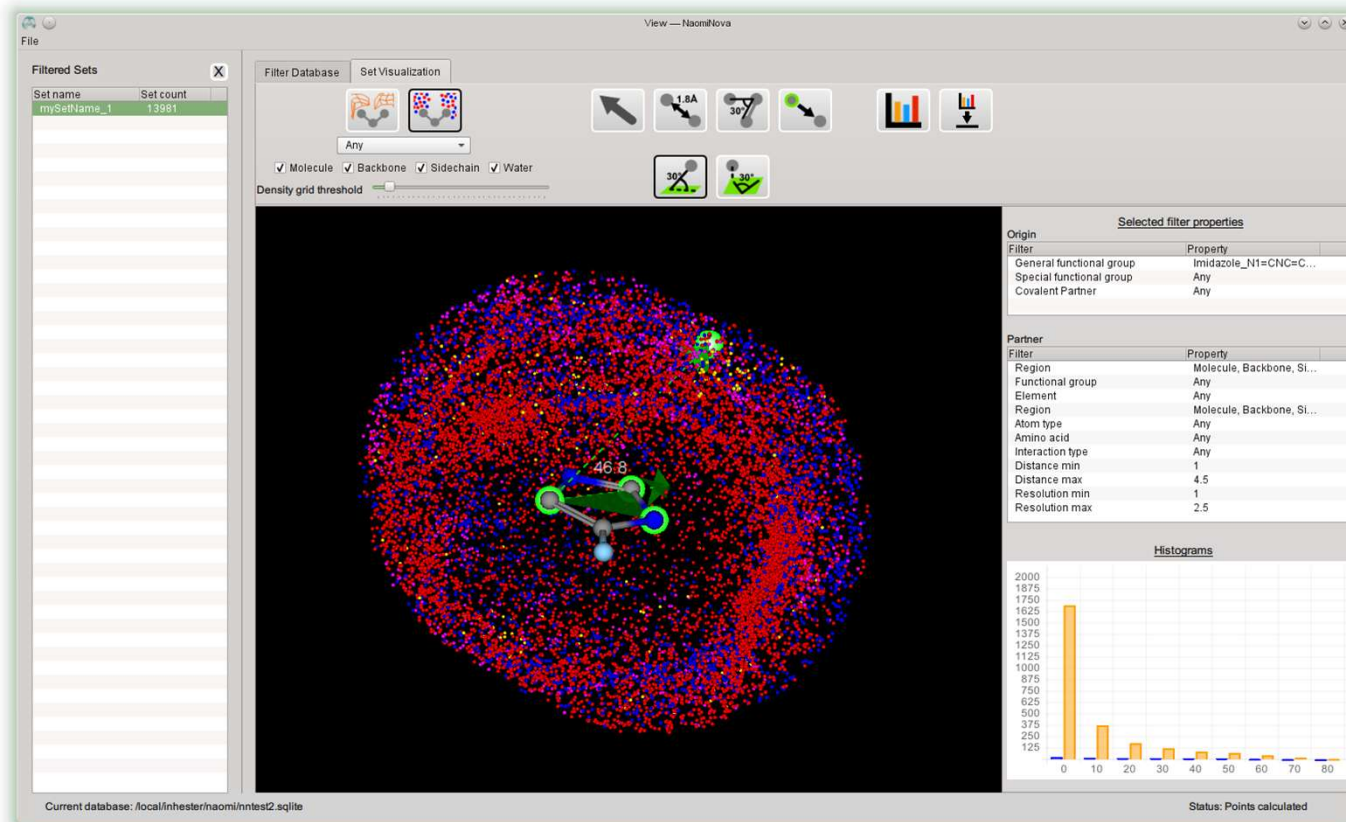 View — NaomiNova
File
Filtered Sets X
Set name Set count
mySetName_1 13981
Filter Database Set Visualization
1.8A 30°
Any
Molecule Backbone Sidechain Water
30° 30°
Density grid threshold
46.8
Selected filter properties
Origin
Filter Property
General functional group Imidazole_N1=CNC=C...
Special functional group Any
Covalent Partner Any
Partner
Filter Property
Region Molecule, Backbone, Si...
Functional group Any
Element Any
Region Molecule, Backbone, Si...
Atom type Any
Amino acid Any
Interaction type Any
Distance min 1
Distance max 4.5
Resolution min 1
Resolution max 2.5
Histograms
2000
1875
1750
1625
1500
1375
1250
1125
1000
875
750
625
500
375
250
125
0 10 20 30 40 50 60 70 80
Current database: /local/inhester/naomi/nntest2.sqlite Status: Points calculated